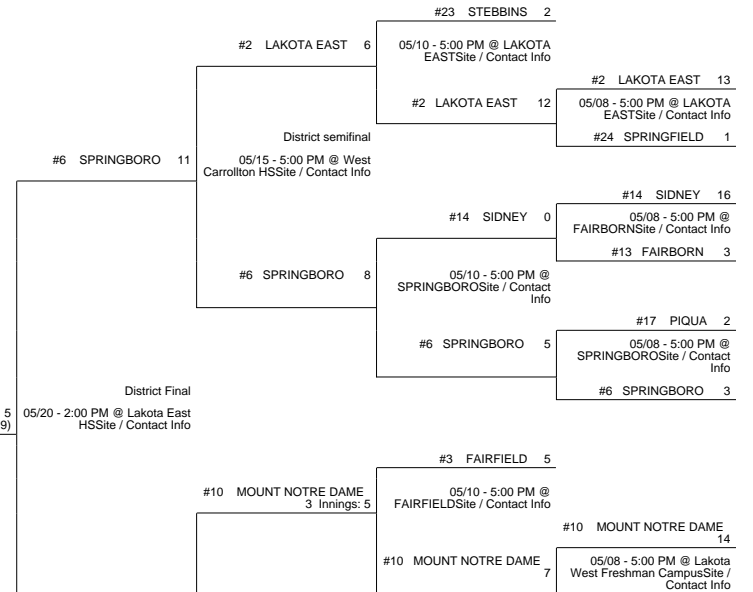 #23 STEBBINS 2
#2 LAKOTA EAST 6
05/10 - 5:00 PM @ LAKOTA
EASTSite / Contact Info
#2 LAKOTA EAST 13
#2 LAKOTA EAST 12
05/08 - 5:00 PM @ LAKOTA
EASTSite / Contact Info
District semifinal
#24 SPRINGFIELD 1
#6 SPRINGBORO 11
05/15 - 5:00 PM @ West
Carrollton HSSite / Contact Info
#14 SIDNEY 16
#14 SIDNEY 0
05/08 - 5:00 PM @
FAIRBORNSite / Contact Info
#13 FAIRBORN 3
#6 SPRINGBORO 8
05/10 - 5:00 PM @
SPRINGBOROSite / Contact
Info
#17 PIQUA 2
#6 SPRINGBORO 5
05/08 - 5:00 PM @
SPRINGBOROSite / Contact
Info
District Final
#6 SPRINGBORO 3
5
9)
05/20 - 2:00 PM @ Lakota East
HSSite / Contact Info
#3 FAIRFIELD 5
#10 MOUNT NOTRE DAME
3 Innings: 5
05/10 - 5:00 PM @
FAIRFIELDSite / Contact Info
#10 MOUNT NOTRE DAME
14
#10 MOUNT NOTRE DAME
7
05/08 - 5:00 PM @ Lakota
West Freshman CampusSite /
Contact Info